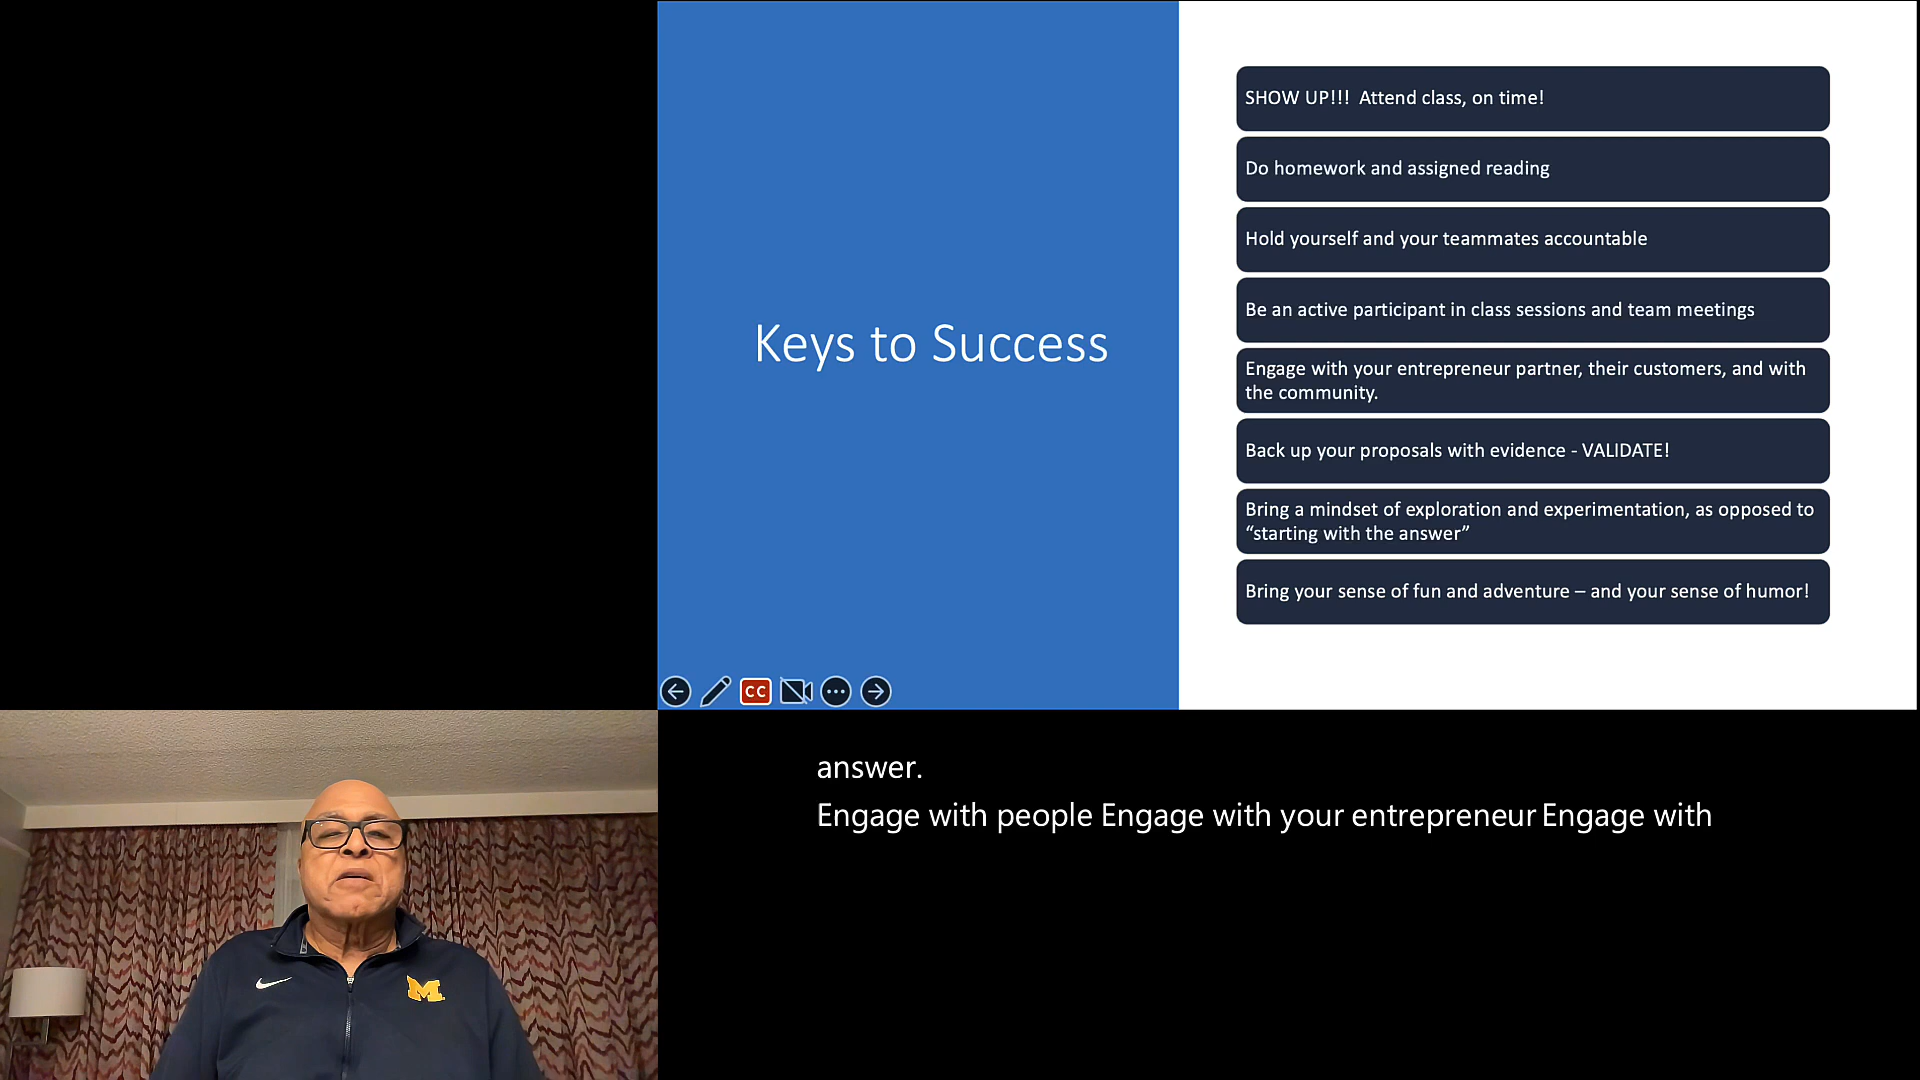 Keys to Success
SHOW UP!!!  Attend class, on time!
Do homework and assigned reading
Hold yourself and your teammates accountable
Be an active participant in class sessions and team meetings
Engage with your entrepreneur partner, their customers, and with
the community.
Back up your proposals with evidence - VALIDATE!
Bring a mindset of exploration and experimentation, as opposed to
“starting with the answer”
Bring your sense of fun and adventure – and your sense of humor!
CC
M
answer.
Engage with people Engage with your entrepreneur Engage with